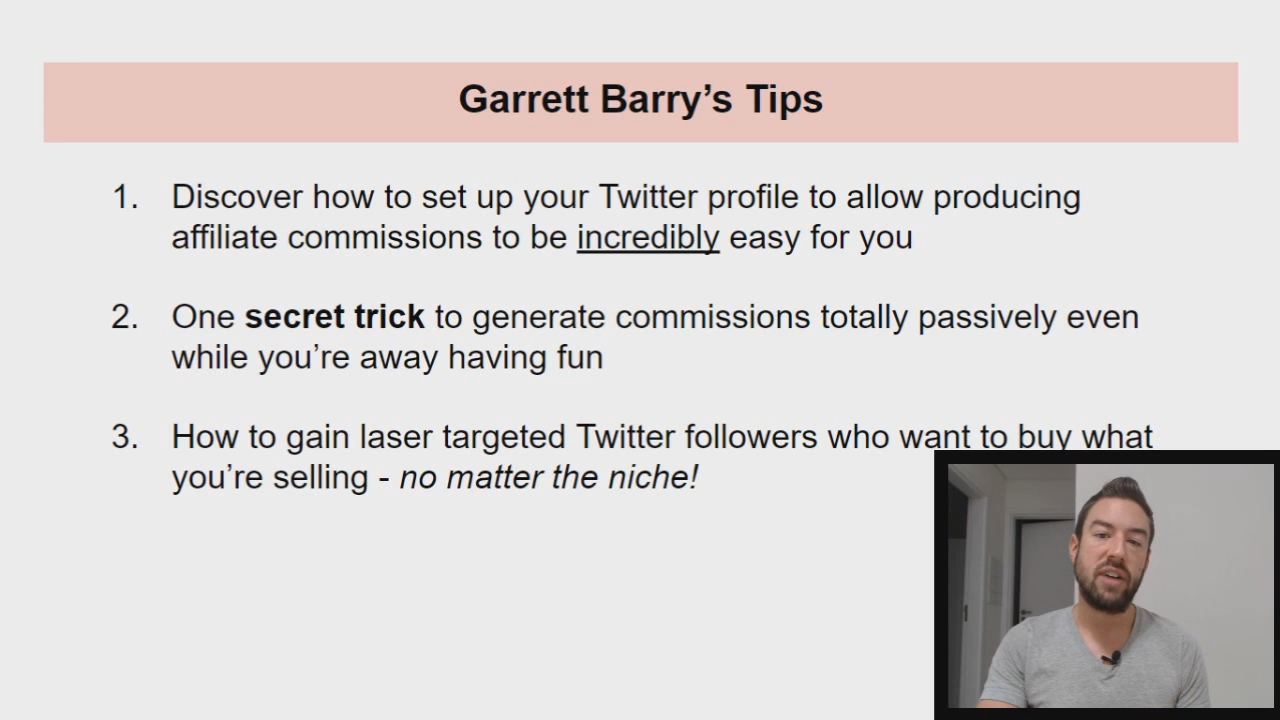 Garrett Barry’s Tips
1. Discover how to set up your Twitter profile to allow producing
affiliate commissions to be incredibly easy for you
2. One secret trick to generate commissions totally passively even
while you’re away having fun
3. How to gain laser targeted Twitter followers who want to buy what
you’re selling - no matter the niche!